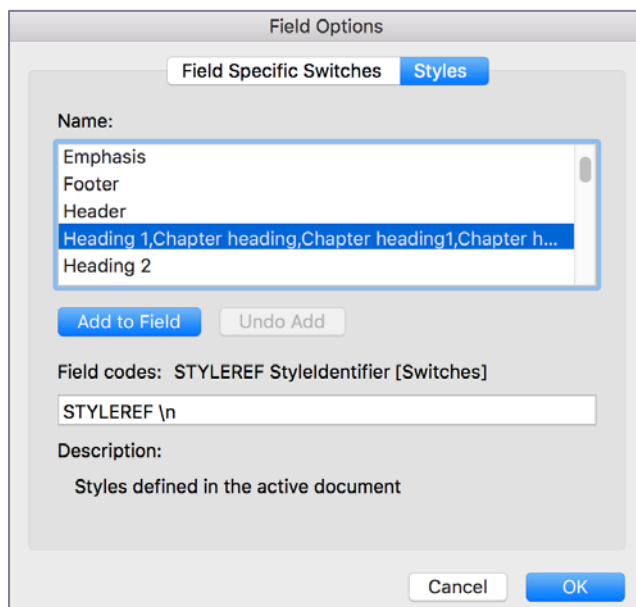 Field Options
Field Specific Switches Styles
Name:
Emphasis
Footer
Header
Heading 1,Chapter heading,Chapter heading1,Chapter h...
Heading 2
Add to Field Undo Add
Field codes: STYLEREF StyleIdentifier [Switches]
STYLEREF \n
Description:
Styles defined in the active document
Cancel OK